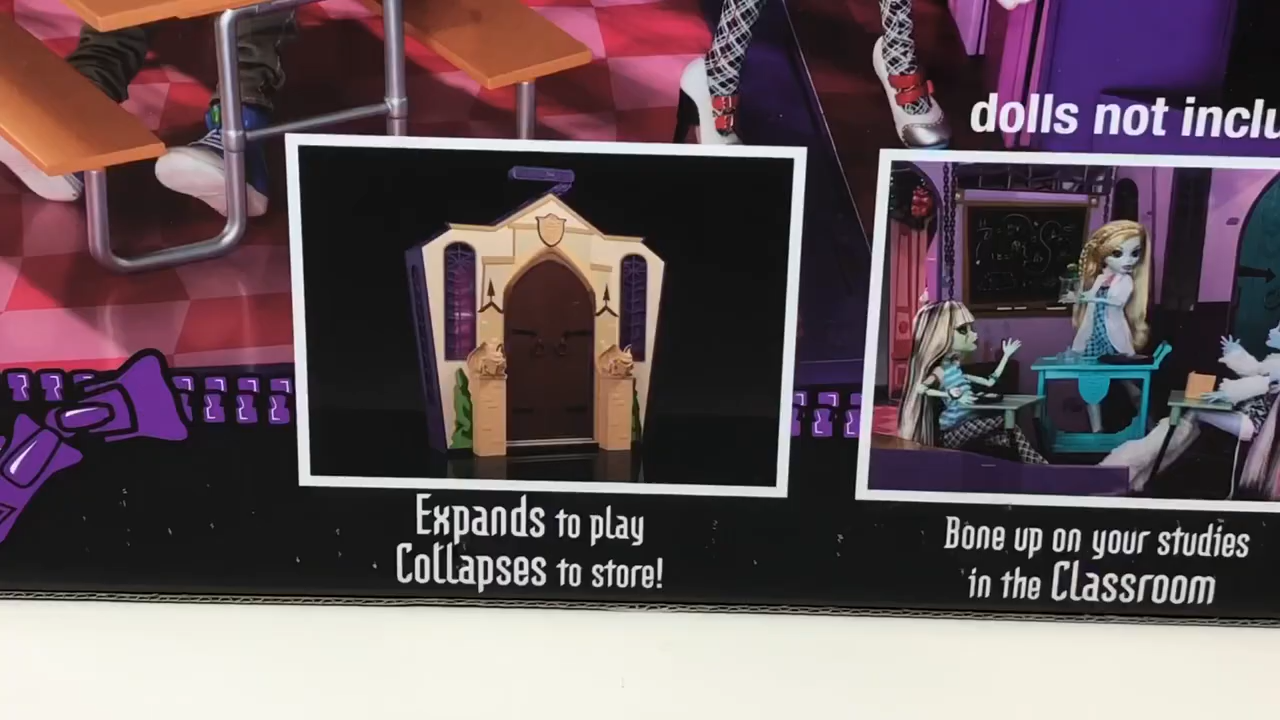 dolls not inclu
Expands to play
Collapses to store!
Bone up on your studies
in the Classroom